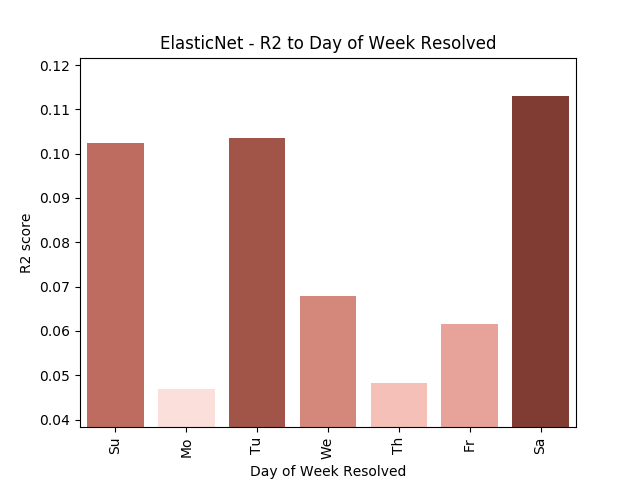 ElasticNet - R2 to Day of Week Resolved
0.12
0.11
0.10
0.09
0.08
0.07
0.06
0.05
0.04
R2 score
Su
Mo
Tu
We
Th
Fr
Sa
Day of Week Resolved